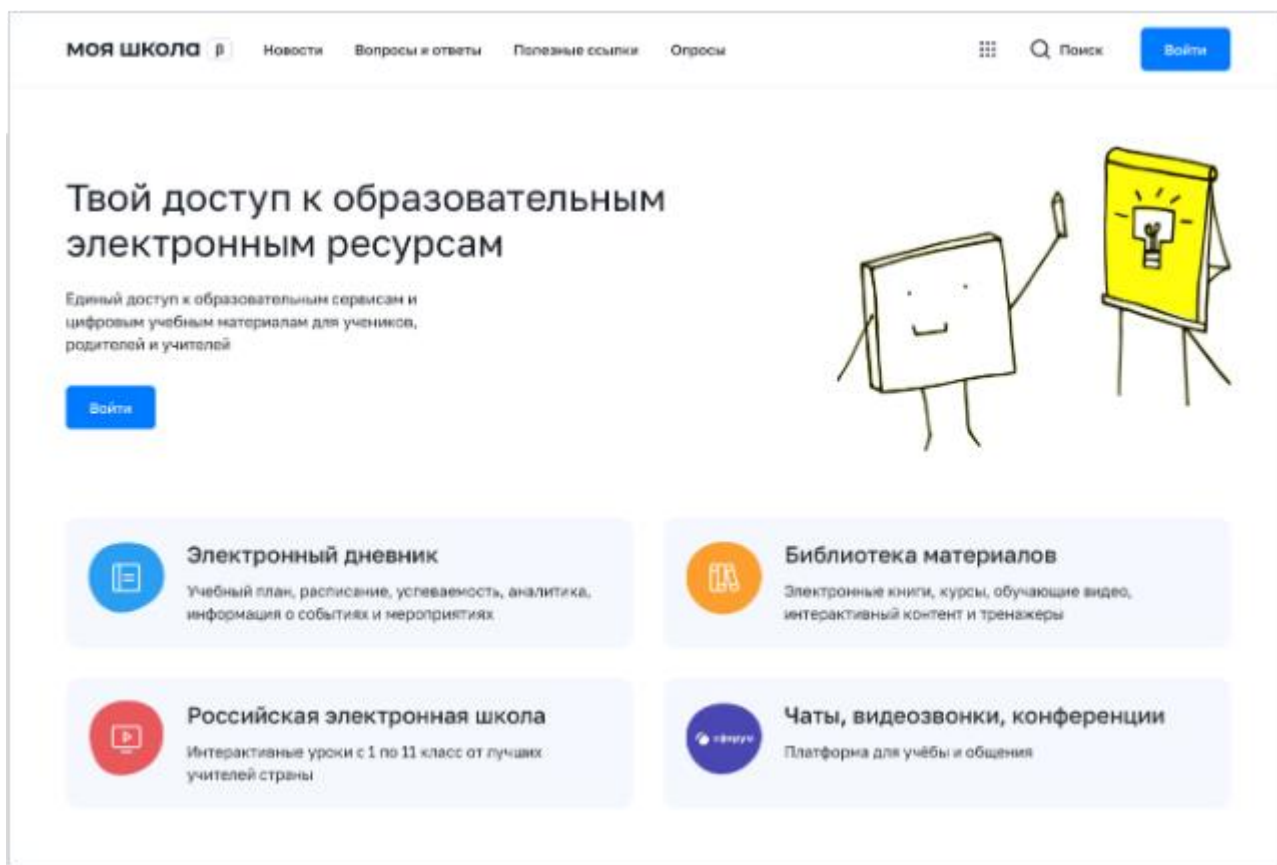 МОЯ ШКОЛА β Новости Вопросы и ответы Полезные ссылки Опросы Поиск Войти
Твой доступ к образовательным
электронным ресурсам
Единый доступ к образовательным сервисам и
цифровым учебным материалам для учеников,
родителей и учителей
Войти
Электронный дневник
Учебный план, расписание, успеваемость, аналитика,
информация о событиях и мероприятиях
Библиотека материалов
Электронные книги, курсы, обучающие видео,
интерактивный контент и тренажеры
Российская электронная школа
Интерактивные уроки с 1 по 11 класс от лучших
учителей страны
сферум
Чаты, видеозвонки, конференции
Платформа для учёбы и общения